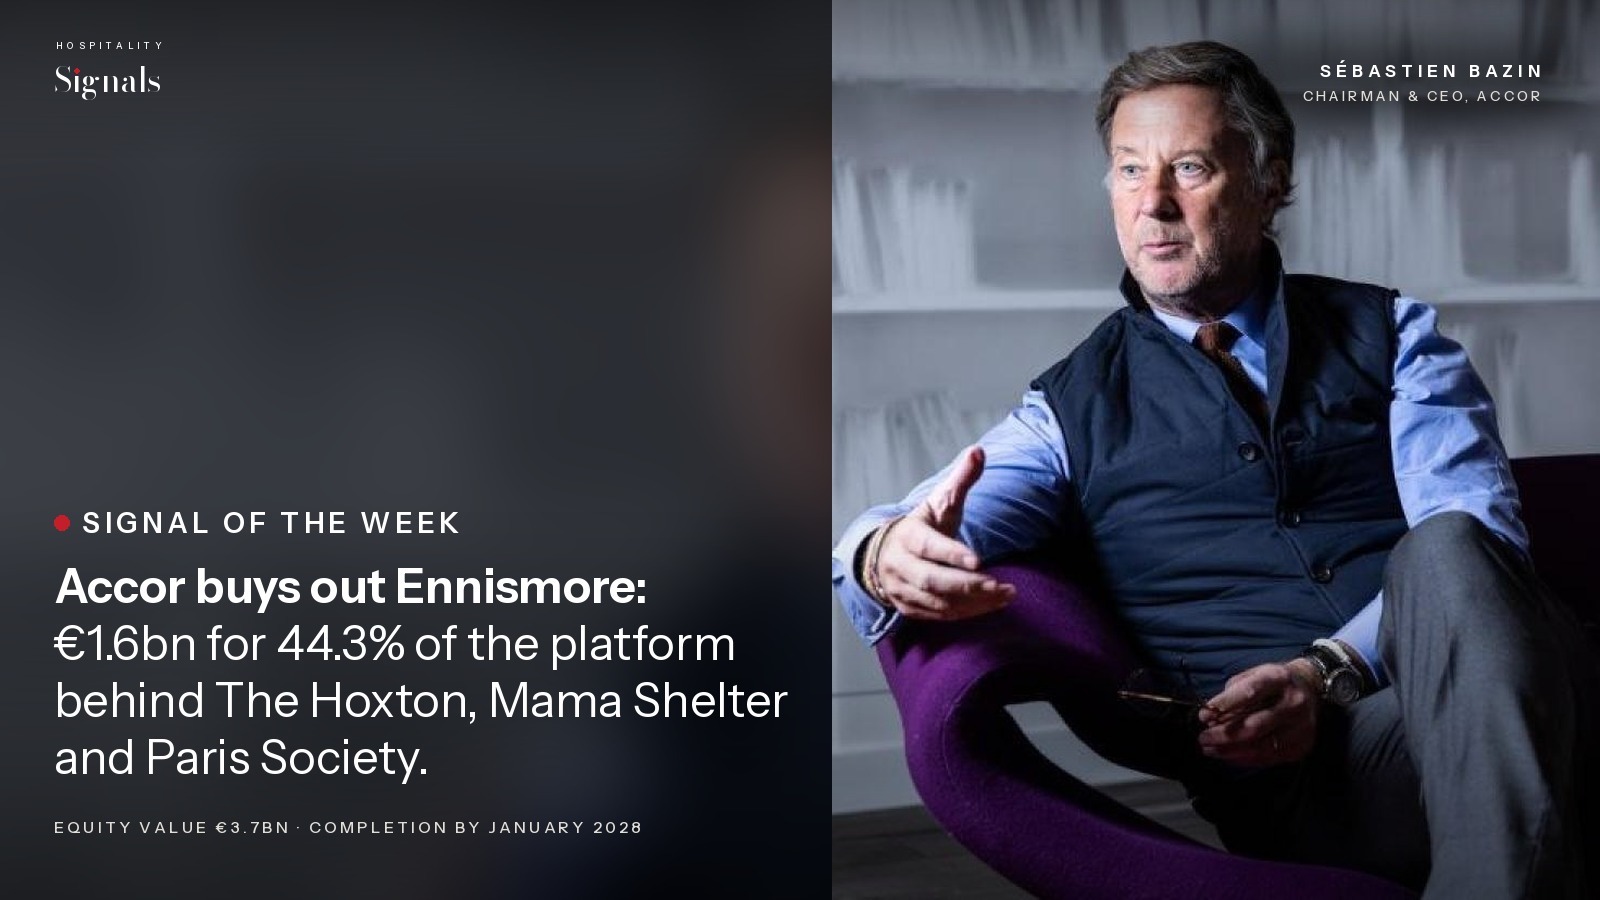 HOSPITALITY
Signals
SÉBASTIEN BAZIN
CHAIRMAN & CEO, ACCOR
SIGNAL OF THE WEEK
Accor buys out Ennismore:
€1.6bn for 44.3% of the platform
behind The Hoxton, Mama Shelter
and Paris Society.
EQUITY VALUE €3.7BN · COMPLETION BY JANUARY 2028